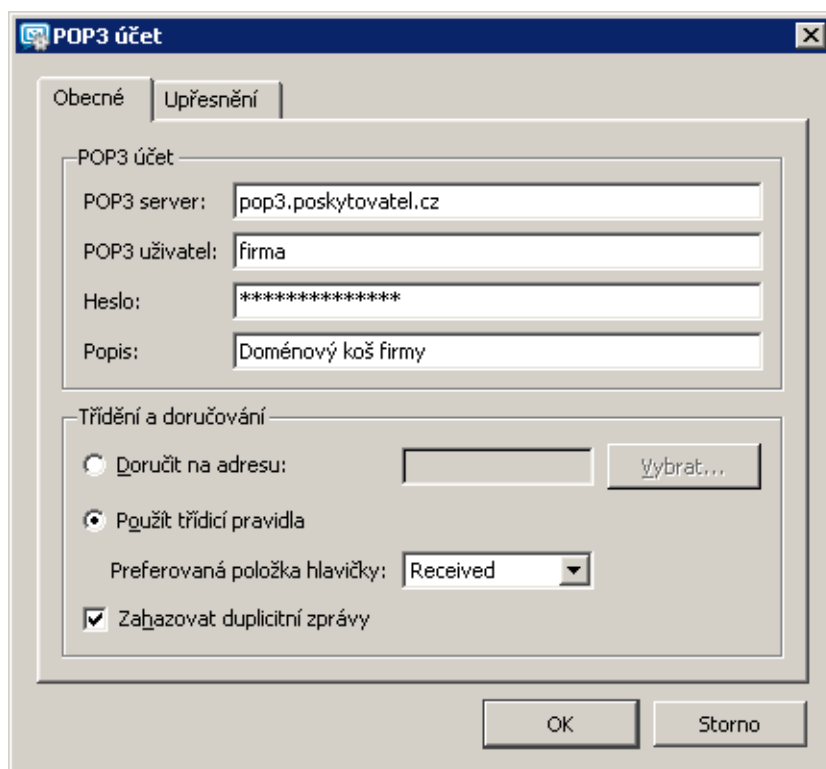 POP3 účet
Obecné Upřesnění
POP3 účet
POP3 server: pop3.poskytovatel.cz
POP3 uživatel: firma
Heslo: **************
Popis: Doménový koš firmy
Třídění a doručování
Doručit na adresu: Vybrat...
Použít třídicí pravidla
Preferovaná položka hlavičky: Received
Zahazovat duplicitní zprávy
OK Storno